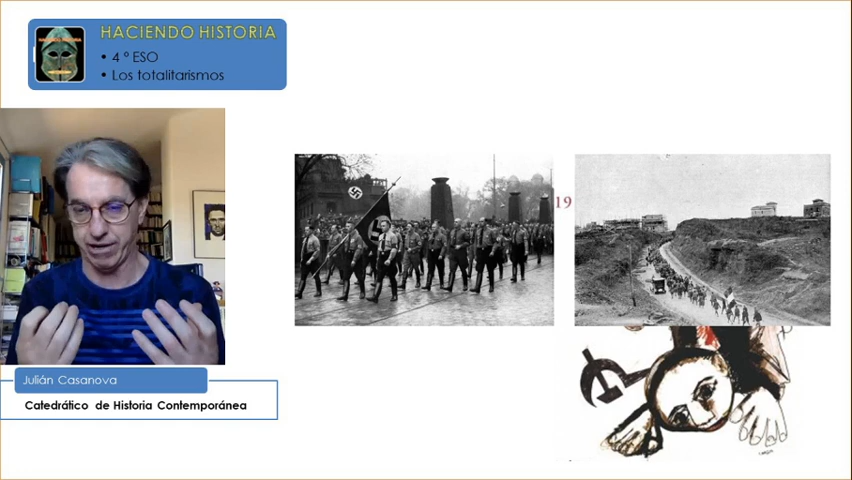 HACIENDO HISTORIA
• 4 º ESO
• Los totalitarismos
19
Julián Casanova
Catedrático de Historia Contemporánea